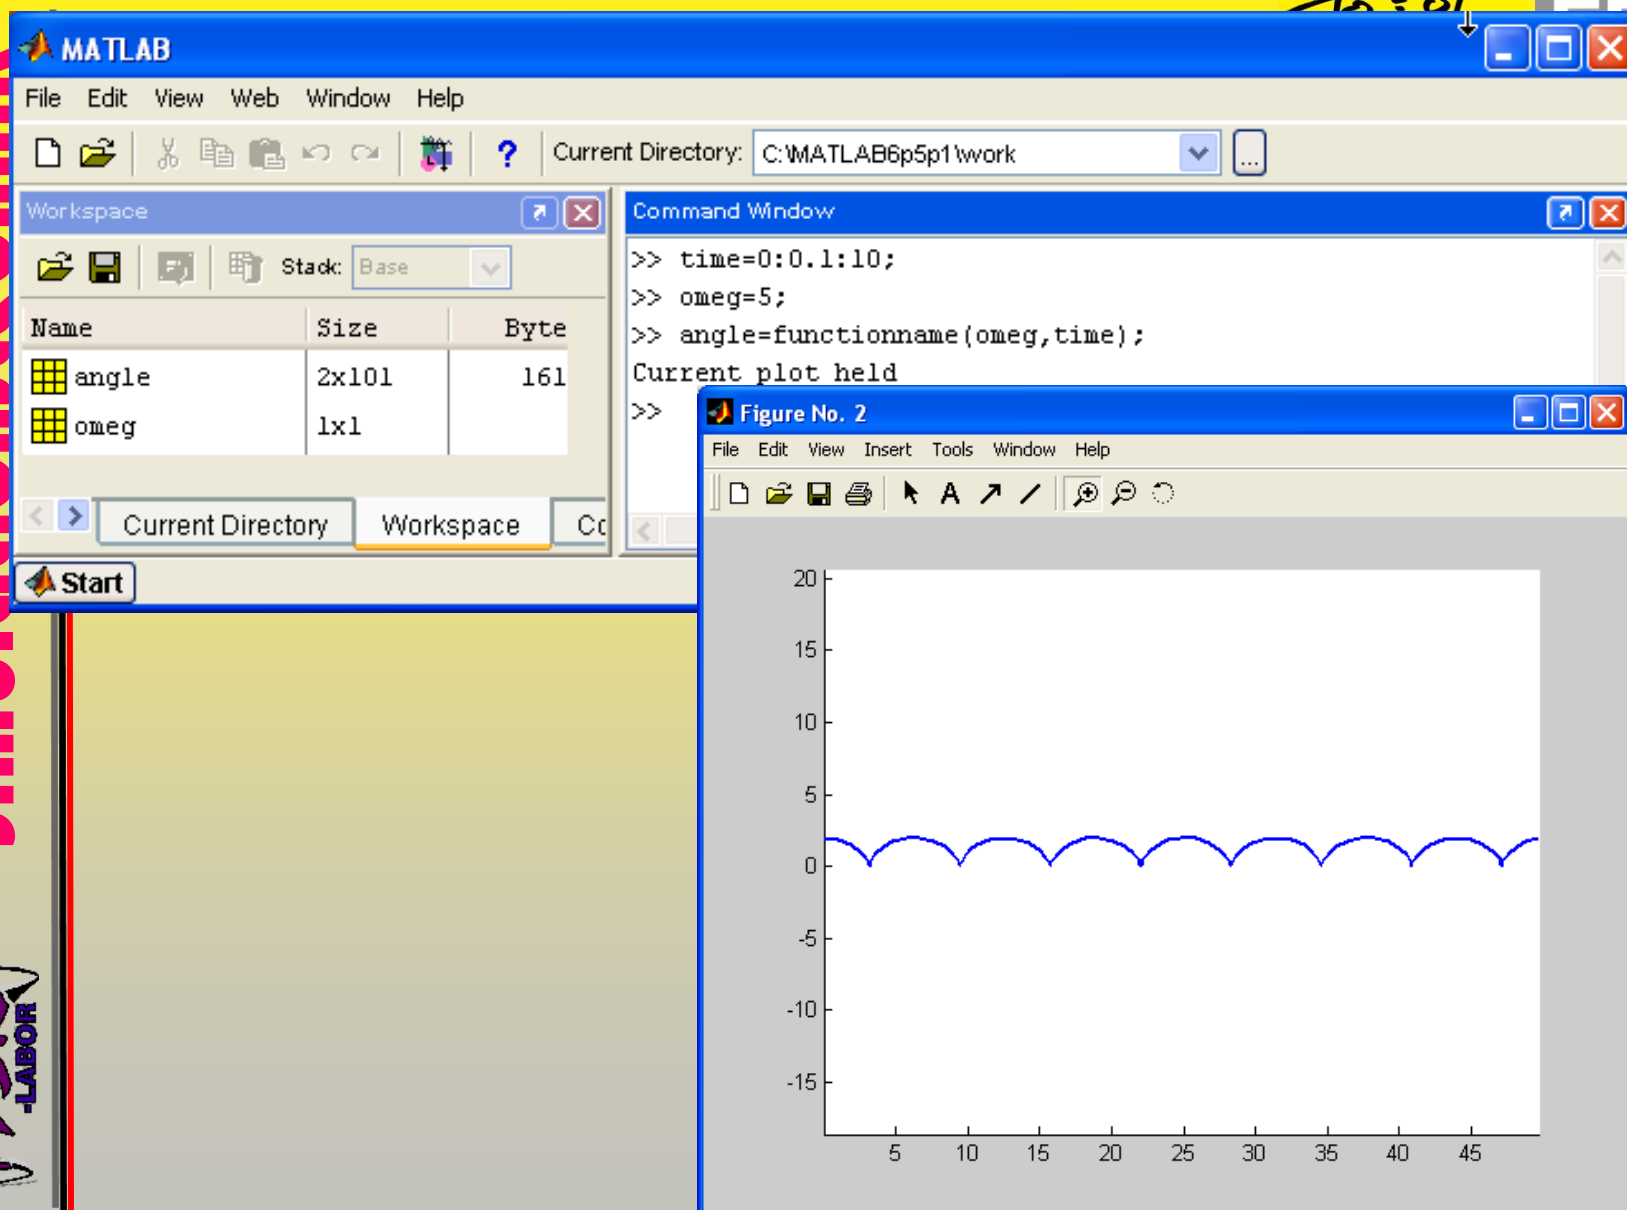 MATLAB
File Edit View Web Window Help
Current Directory: C:\MATLAB6p5p1\work ...
Workspace
Stack: Base
Name Size Byte
angle 2x101 161
omeg 1x1
Current Directory Workspace Co
Start
Command Window
>> time=0:0.1:10;
>> omeg=5;
>> angle=functionname(omeg,time);
Current plot held
>>
Figure No. 2
File Edit View Insert Tools Window Help
20
15
10
5
0
-5
-10
-15
5 10 15 20 25 30 35 40 45
-LABOR